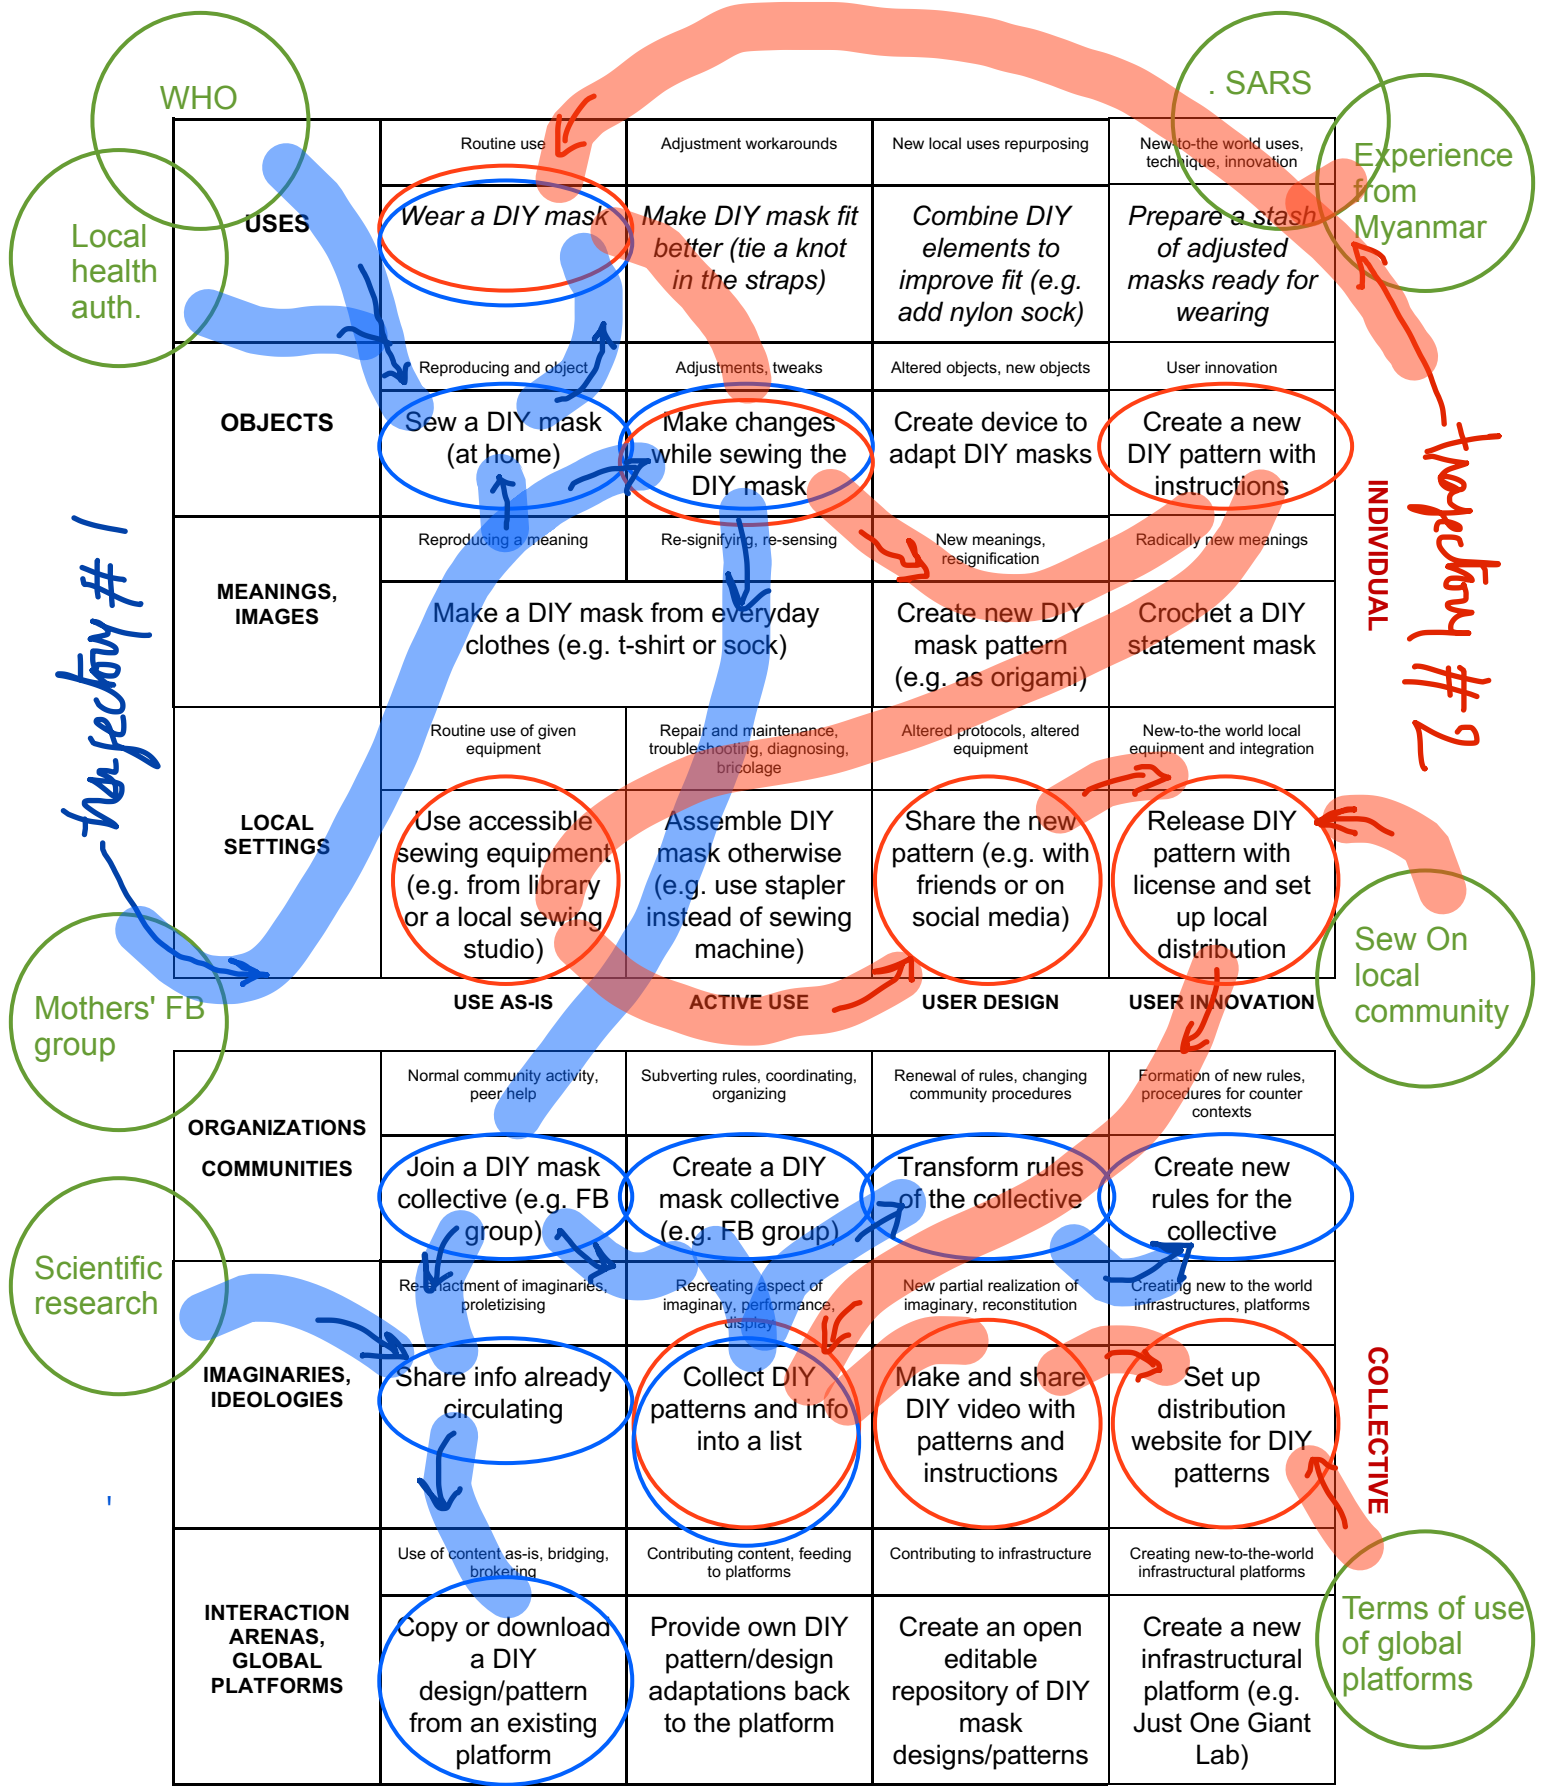 WHO
. SARS
Local
health
auth.
Experience
from
Myanmar
USES
Routine use
Adjustment workarounds
New local uses repurposing
New-to-the world uses,
technique, innovation
Wear a DIY mask
Make DIY mask fit
better (tie a knot
in the straps)
Combine DIY
elements to
improve fit (e.g.
add nylon sock)
Prepare a stash
of adjusted
masks ready for
wearing
OBJECTS
Reproducing and object
Adjustments, tweaks
Altered objects, new objects
User innovation
Sew a DIY mask
(at home)
Make changes
while sewing the
DIY mask
Create device to
adapt DIY masks
Create a new
DIY pattern with
instructions
MEANINGS,
IMAGES
Reproducing a meaning
Re-signifying, re-sensing
New meanings,
resignification
Radically new meanings
Make a DIY mask from everyday
clothes (e.g. t-shirt or sock)
Create new DIY
mask pattern
(e.g. as origami)
Crochet a DIY
statement mask
LOCAL
SETTINGS
Routine use of given
equipment
Repair and maintenance,
troubleshooting, diagnosing,
bricolage
Altered protocols, altered
equipment
New-to-the world local
equipment and integration
Use accessible
sewing equipment
(e.g. from library
or a local sewing
studio)
Assemble DIY
mask otherwise
(e.g. use stapler
instead of sewing
machine)
Share the new
pattern (e.g. with
friends or on
social media)
Release DIY
pattern with
license and set
up local
distribution
USE AS-IS
ACTIVE USE
USER DESIGN
USER INNOVATION
INDIVIDUAL
trajectory # 1
trajectory # 2
Mothers' FB
group
Sew On
local
community
ORGANIZATIONS
COMMUNITIES
Normal community activity,
peer help
Subverting rules, coordinating,
organizing
Renewal of rules, changing
community procedures
Formation of new rules,
procedures for counter
contexts
Join a DIY mask
collective (e.g. FB
group)
Create a DIY
mask collective
(e.g. FB group)
Transform rules
of the collective
Create new
rules for the
collective
Scientific
research
IMAGINARIES,
IDEOLOGIES
Re-enactment of imaginaries,
proletizising
Recreating aspect of
imaginary, performance,
display
New partial realization of
imaginary, reconstitution
Creating new to the world
infrastructures, platforms
Share info already
circulating
Collect DIY
patterns and info
into a list
Make and share
DIY video with
patterns and
instructions
Set up
distribution
website for DIY
patterns
COLLECTIVE
INTERACTION
ARENAS,
GLOBAL
PLATFORMS
Use of content as-is, bridging,
brokering
Contributing content, feeding
to platforms
Contributing to infrastructure
Creating new-to-the-world
infrastructural platforms
Copy or download
a DIY
design/pattern
from an existing
platform
Provide own DIY
pattern/design
adaptations back
to the platform
Create an open
editable
repository of DIY
mask
designs/patterns
Create a new
infrastructural
platform (e.g.
Just One Giant
Lab)
Terms of use
of global
platforms